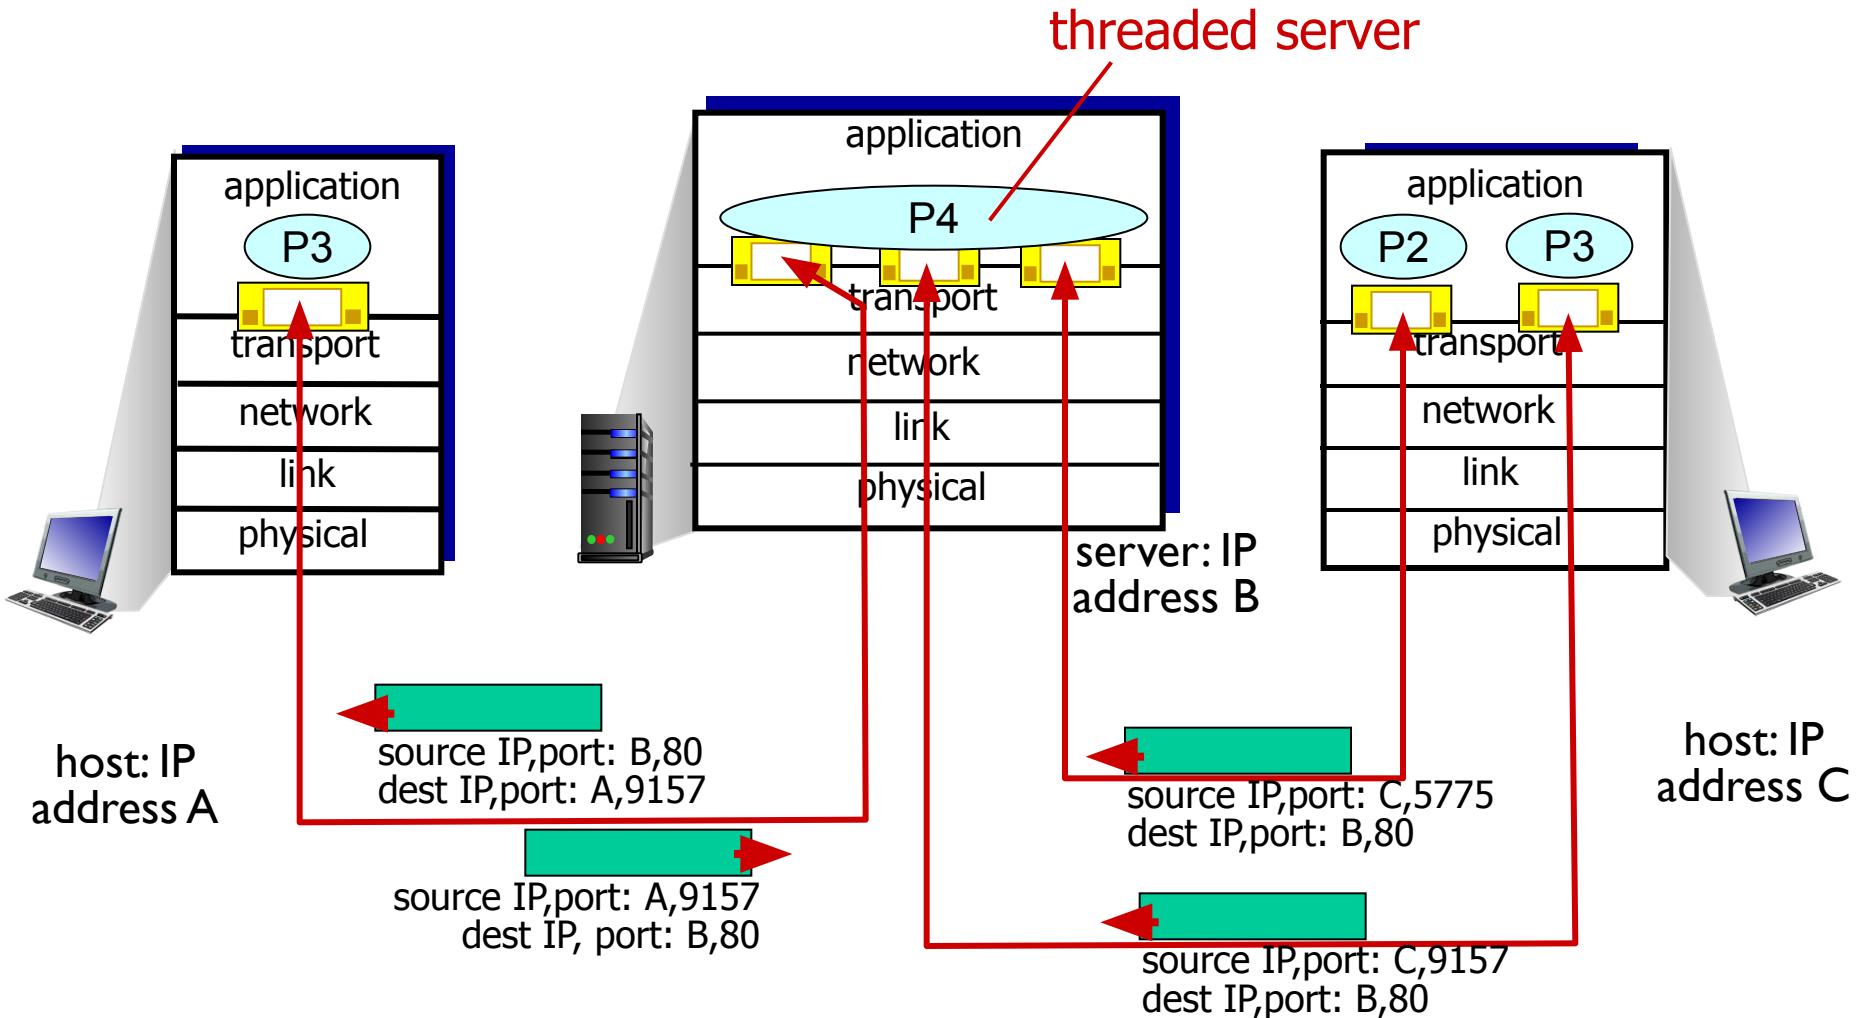 threaded server
application
P3
transport
network
link
physical
application
P4
transport
network
link
physical
application
P2
P3
transport
network
link
physical
server: IP
address B
host: IP
address A
source IP,port: B,80
dest IP,port: A,9157
source IP,port: A,9157
dest IP, port: B,80
source IP,port: C,5775
dest IP,port: B,80
source IP,port: C,9157
dest IP,port: B,80
host: IP
address C